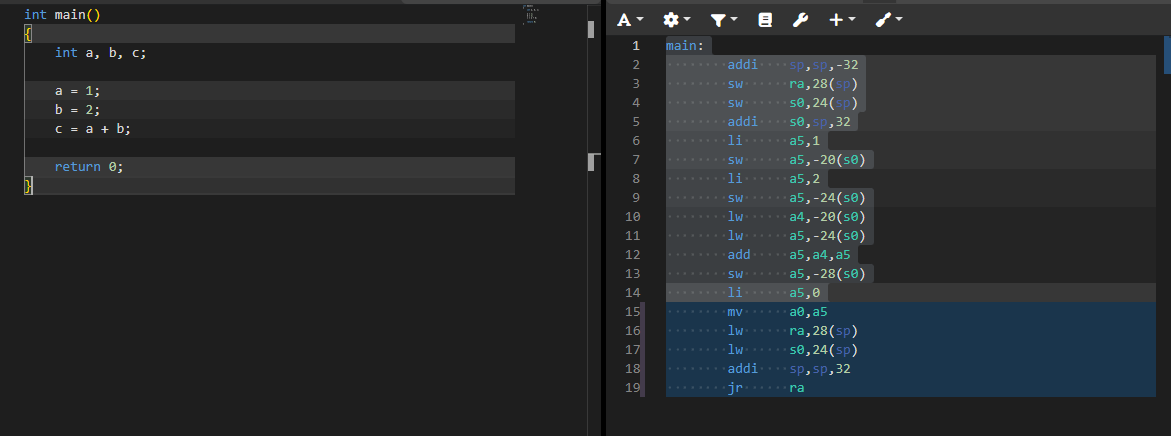 int main()
{
    int a, b, c;
    a = 1;
    b = 2;
    c = a + b;
    return 0;
}
A
1 main:
2 addi sp,sp,-32
3 sw ra,28(sp)
4 sw s0,24(sp)
5 addi s0,sp,32
6 li a5,1
7 sw a5,-20(s0)
8 li a5,2
9 sw a5,-24(s0)
10 lw a4,-20(s0)
11 lw a5,-24(s0)
12 add a5,a4,a5
13 sw a5,-28(s0)
14 li a5,0
15 mv a0,a5
16 lw ra,28(sp)
17 lw s0,24(sp)
18 addi sp,sp,32
19 jr ra